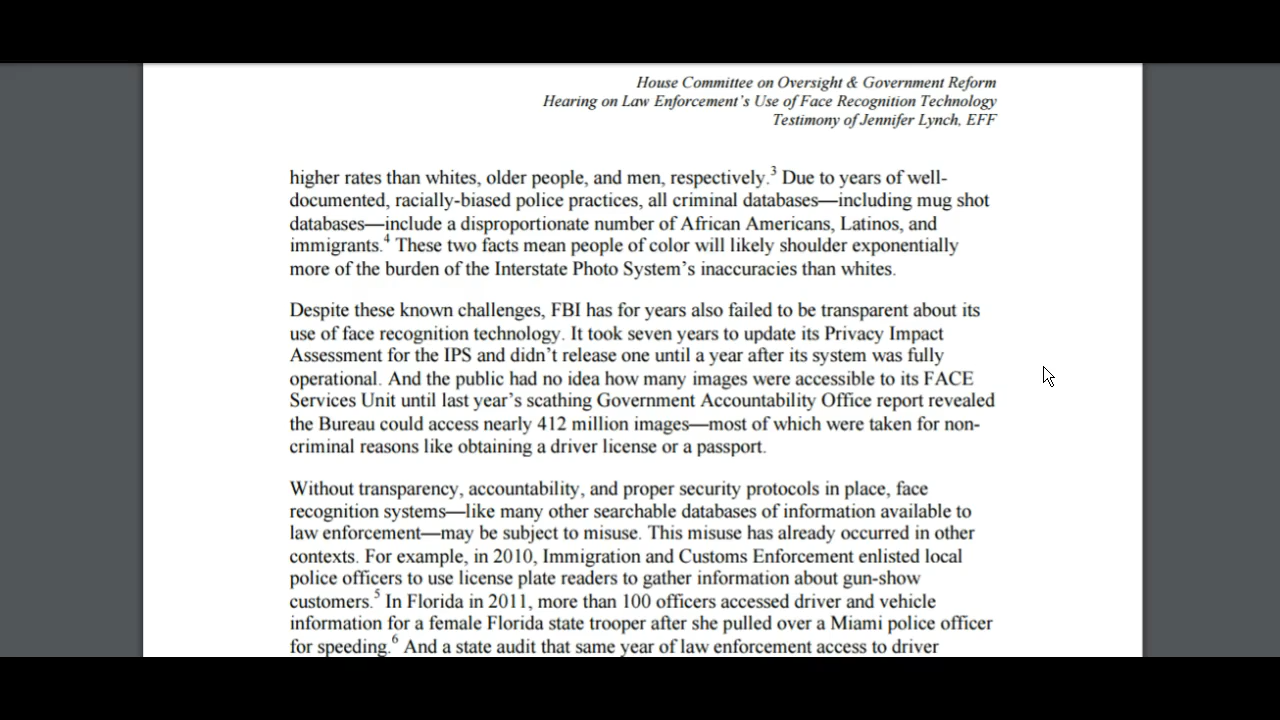 House Committee on Oversight & Government Reform
Hearing on Law Enforcement's Use of Face Recognition Technology
Testimony of Jennifer Lynch, EFF
higher rates than whites, older people, and men, respectively.3 Due to years of well-
documented, racially-biased police practices, all criminal databases—including mug shot
databases—include a disproportionate number of African Americans, Latinos, and
immigrants.4 These two facts mean people of color will likely shoulder exponentially
more of the burden of the Interstate Photo System's inaccuracies than whites.
Despite these known challenges, FBI has for years also failed to be transparent about its
use of face recognition technology. It took seven years to update its Privacy Impact
Assessment for the IPS and didn't release one until a year after its system was fully
operational. And the public had no idea how many images were accessible to its FACE
Services Unit until last year's scathing Government Accountability Office report revealed
the Bureau could access nearly 412 million images—most of which were taken for non-
criminal reasons like obtaining a driver license or a passport.
Without transparency, accountability, and proper security protocols in place, face
recognition systems—like many other searchable databases of information available to
law enforcement—may be subject to misuse. This misuse has already occurred in other
contexts. For example, in 2010, Immigration and Customs Enforcement enlisted local
police officers to use license plate readers to gather information about gun-show
customers.5 In Florida in 2011, more than 100 officers accessed driver and vehicle
information for a female Florida state trooper after she pulled over a Miami police officer
for speeding.6 And a state audit that same year of law enforcement access to driver